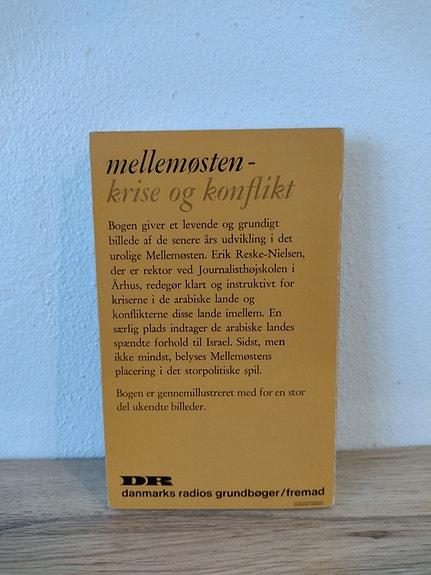 mellemøsten -
krise og konflikt
Bogen giver et levende og grundigt
billede af de senere års udvikling i det
urolige Mellemøsten. Erik Reske-Nielsen,
der er rektor ved Journalisthøjskolen i
Århus, redegør klart og instruktivt for
kriserne i de arabiske lande og
konflikterne disse lande imellem. En
særlig plads indtager de arabiske landes
spændte forhold til Israel. Sidst, men
ikke mindst, belyses Mellemøstens
placering i det storpolitiske spil.
Bogen er gennemillustreret med for en stor
del ukendte billeder.
DR
danmarks radios grundbøger/fremad